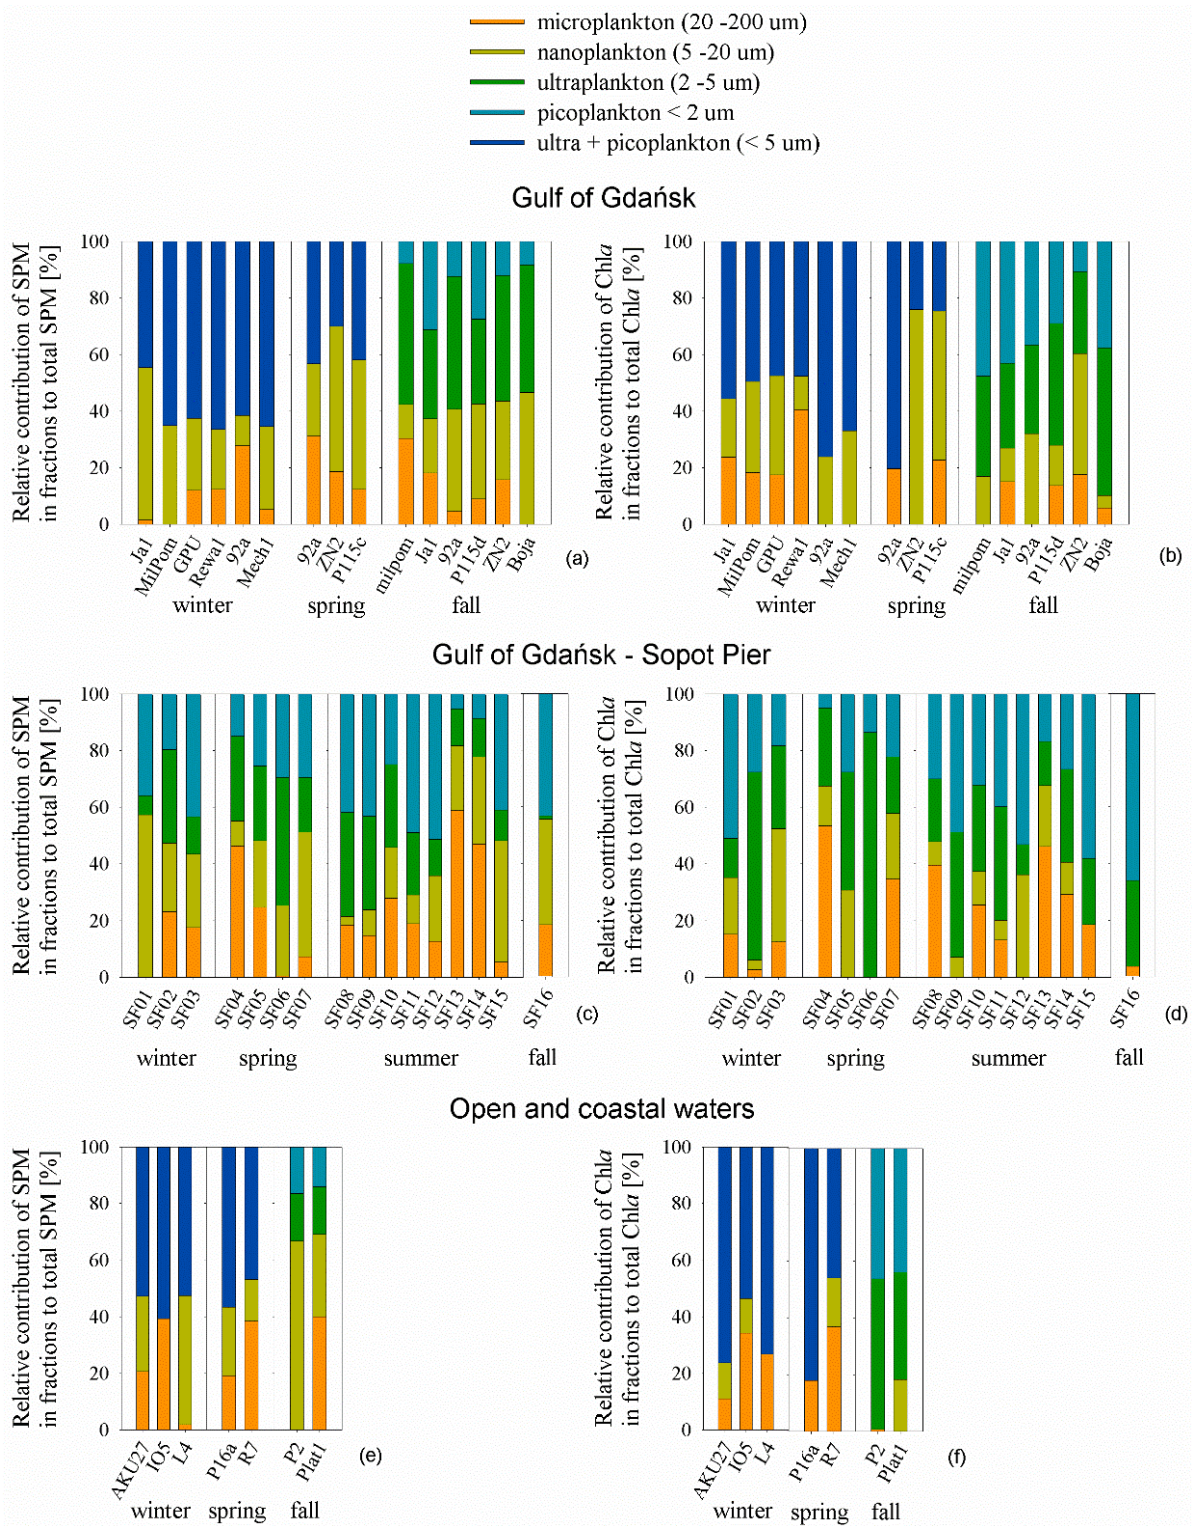 microplankton (20 -200 um)
nanoplankton (5 -20 um)
ultraplankton (2 -5 um)
picoplankton < 2 um
ultra + picoplankton (< 5 um)
Gulf of Gdańsk
Relative contribution of SPM
in fractions to total SPM [%]
100
80
60
40
20
0
Ja1
MilPom
GPU
Rewa1
92a
Mech1
92a
ZN2
P115c
milpom
Ja1
92a
P115d
ZN2
Boja
winter
spring
fall
(a)
Relative contribution of Chla
in fractions to total Chla [%]
100
80
60
40
20
0
Ja1
MilPom
GPU
Rewa1
92a
Mech1
92a
ZN2
P115c
milpom
Ja1
92a
P115d
ZN2
Boja
winter
spring
fall
(b)
Gulf of Gdańsk - Sopot Pier
Relative contribution of SPM
in fractions to total SPM [%]
100
80
60
40
20
0
SF01
SF02
SF03
SF04
SF05
SF06
SF07
SF08
SF09
SF10
SF11
SF12
SF13
SF14
SF15
SF16
winter
spring
summer
fall
(c)
Relative contribution of Chla
in fractions to total Chla [%]
100
80
60
40
20
0
SF01
SF02
SF03
SF04
SF05
SF06
SF07
SF08
SF09
SF10
SF11
SF12
SF13
SF14
SF15
SF16
winter
spring
summer
fall
(d)
Open and coastal waters
Relative contribution of SPM
in fractions to total SPM [%]
100
80
60
40
20
0
AKU27
IO5
L4
P16a
R7
P2
Plat1
winter
spring
fall
(e)
Relative contribution of Chla
in fractions to total Chla [%]
100
80
60
40
20
0
AKU27
IO5
L4
P16a
R7
P2
Plat1
winter
spring
fall
(f)